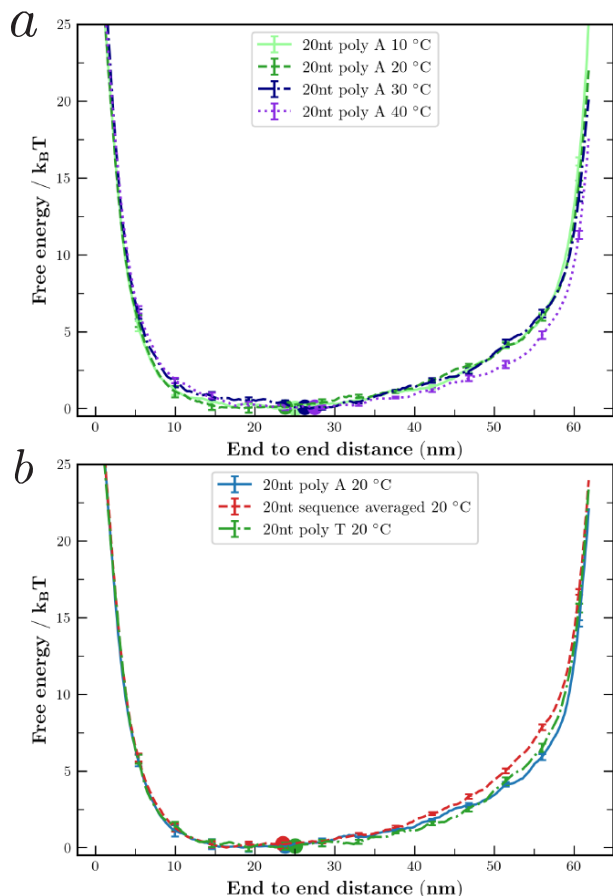 a
20nt poly A 10 °C
20nt poly A 20 °C
20nt poly A 30 °C
20nt poly A 40 °C
Free energy / kBT
25
20
15
10
5
0
0 10 20 30 40 50 60
End to end distance (nm)
b
20nt poly A 20 °C
20nt sequence averaged 20 °C
20nt poly T 20 °C
Free energy / kBT
25
20
15
10
5
0
0 10 20 30 40 50 60
End to end distance (nm)